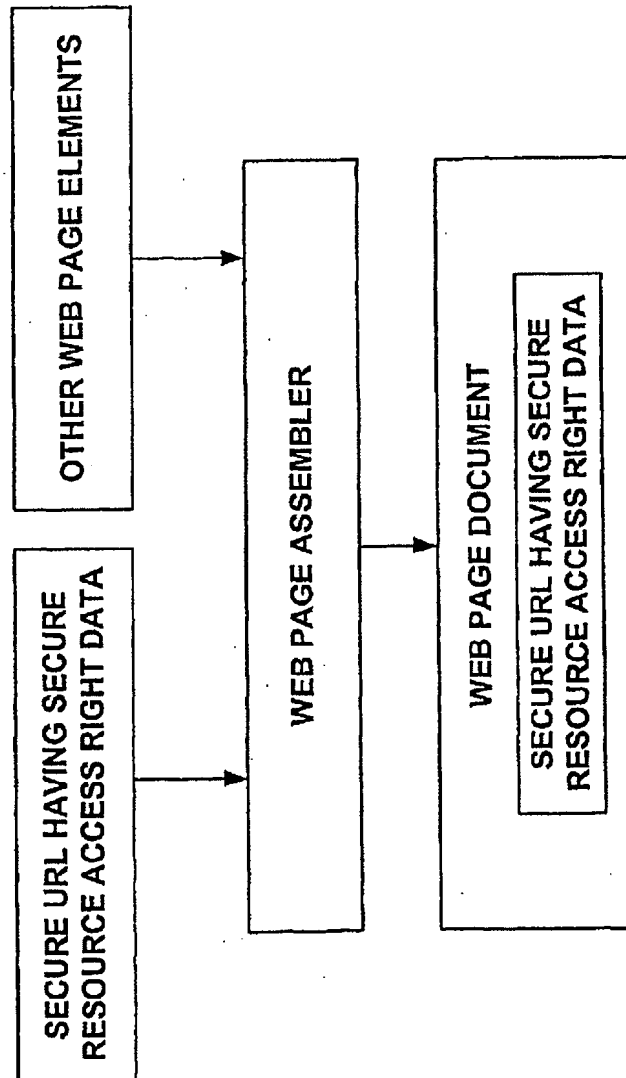 SECURE URL HAVING SECURE
RESOURCE ACCESS RIGHT DATA
OTHER WEB PAGE ELEMENTS
WEB PAGE ASSEMBLER
WEB PAGE DOCUMENT
SECURE URL HAVING SECURE
RESOURCE ACCESS RIGHT DATA